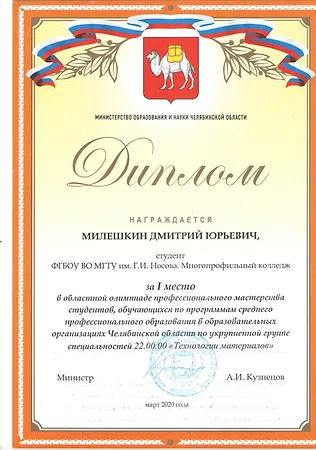 МИНИСТЕРСТВО ОБРАЗОВАНИЯ И НАУКИ ЧЕЛЯБИНСКОЙ ОБЛАСТИ
Диплом
НАГРАЖДАЕТСЯ
МИЛЕШКИН ДМИТРИЙ ЮРЬЕВИЧ,
студент
ФГБОУ ВО МГТУ им. Г.И. Носова. Многопрофильный колледж
за I место
в областной олимпиаде профессионального мастерства
студентов, обучающихся по программам среднего
профессионального образования в образовательных
организациях Челябинской области по укрупненной группе
специальностей 22.00.00 «Технологии материалов»
Министр А.И. Кузнецов
март 2020 года